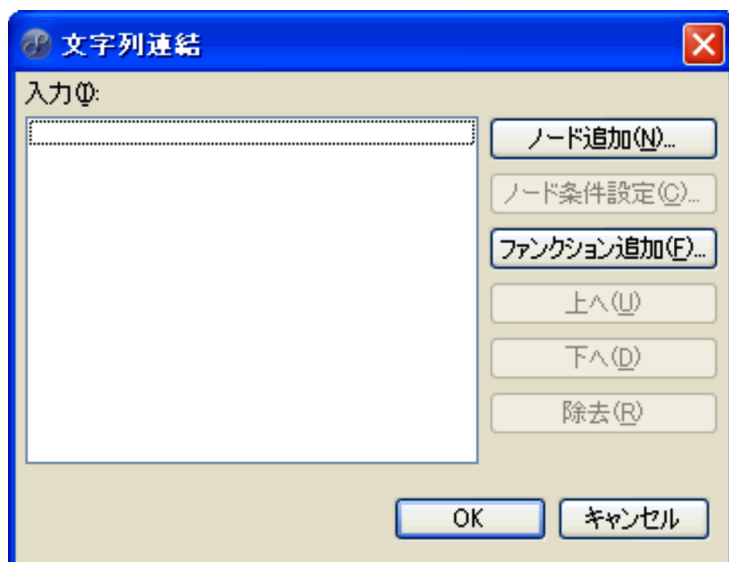 文字列連結
入力(I):
ノード追加(N)...
ノード条件設定(C)...
ファンクション追加(F)...
上へ(U)
下へ(D)
除去(R)
OK
キャンセル